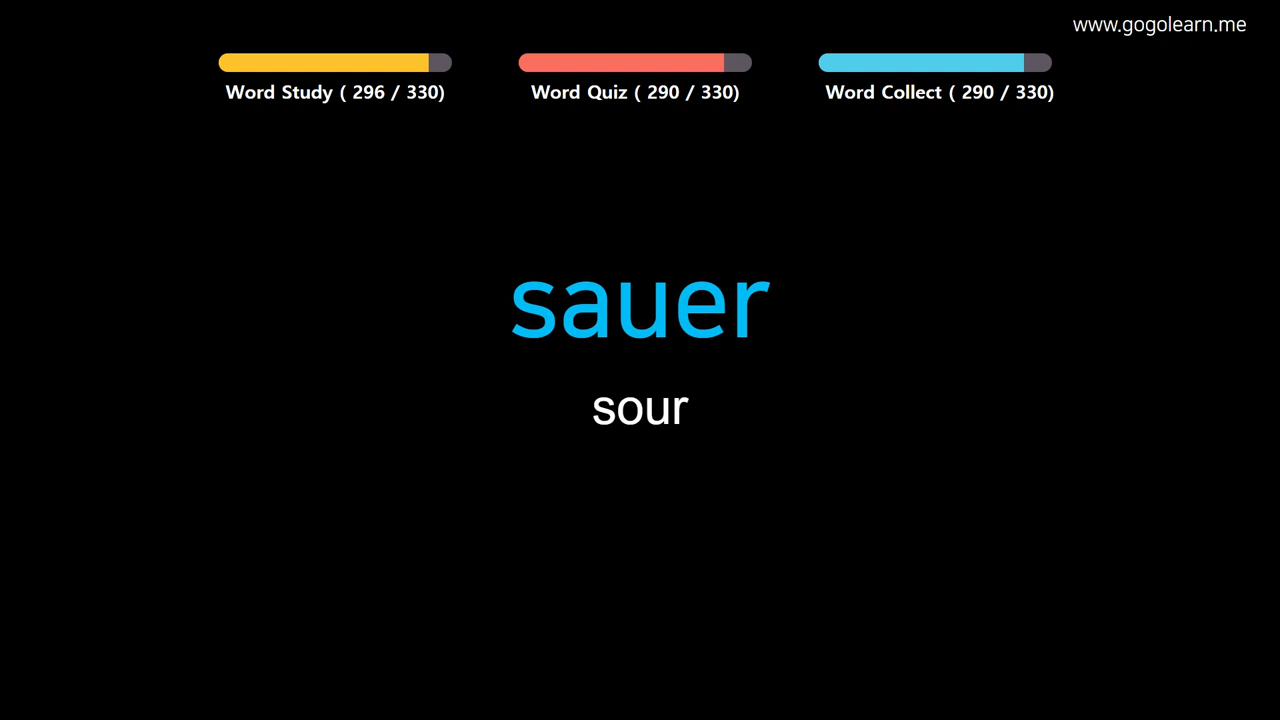 www.gogolearn.me
Word Study ( 296 / 330)
Word Quiz ( 290 / 330)
Word Collect ( 290 / 330)
sauer
sour